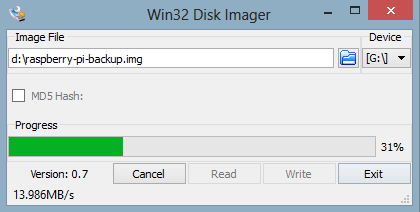 Win32 Disk Imager
Image File Device
d:\raspberry-pi-backup.img [G:\]
MD5 Hash:
Progress
31%
Version: 0.7 Cancel Read Write Exit
13.986MB/s